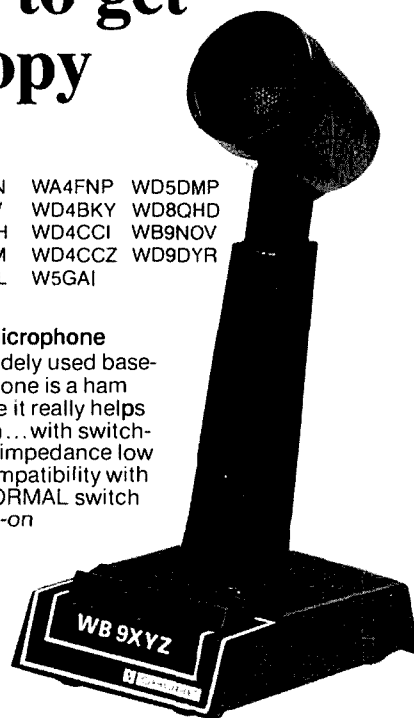 to get
opy
N WA4FNP WD5DMP
WD4BKY WD8QHD
H WD4CCI WB9NOV
M WD4CCZ WD9DYR
L W5GAI
icrophone
dely used base-
one is a ham
e it really helps
n...with switch-
impedance low
mpatibility with
ORMAL switch
-on
WB 9XYZ